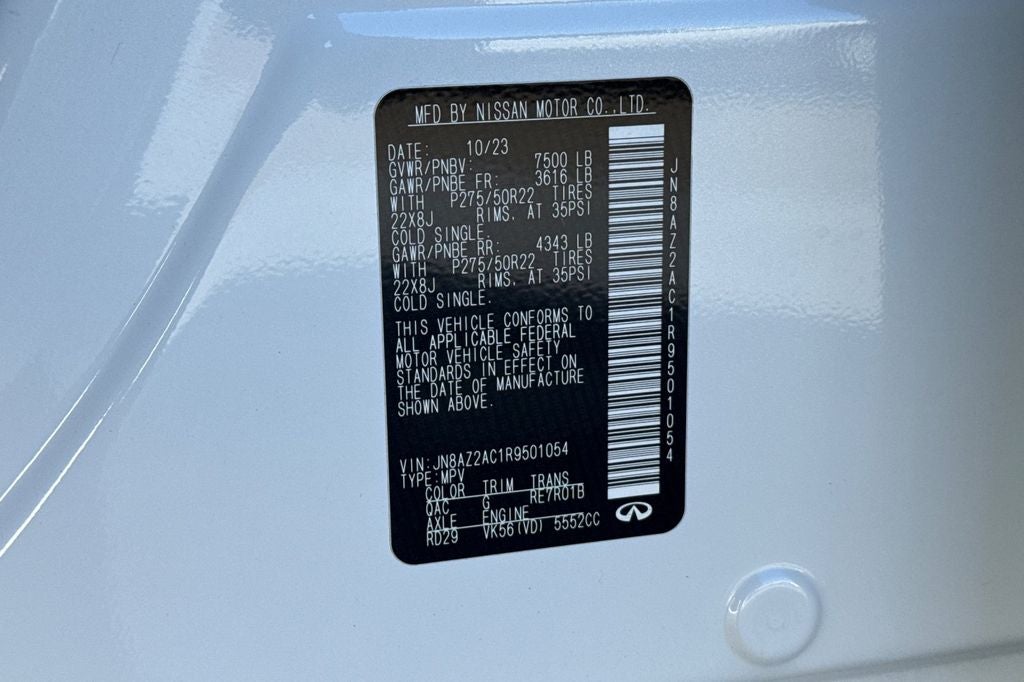 MFD BY NISSAN MOTOR CO.,LTD.
DATE: 10/23
GVWR/PNBV: 7500 LB
GAWR/PNBE FR: 3616 LB
WITH P275/50R22 TIRES
22X8J RIMS, AT 35PSI
COLD SINGLE.
GAWR/PNBE RR: 4343 LB
WITH P275/50R22 TIRES
22X8J RIMS, AT 35PSI
COLD SINGLE.
THIS VEHICLE CONFORMS TO
ALL APPLICABLE FEDERAL
MOTOR VEHICLE SAFETY
STANDARDS IN EFFECT ON
THE DATE OF MANUFACTURE
SHOWN ABOVE.
VIN:JN8AZ2AC1R9501054
TYPE:MPV
COLOR TRIM TRANS
QAC G RE7R01B
AXLE ENGINE
RD29 VK56(VD) 5552CC
JN8AZ2AC1R9501054